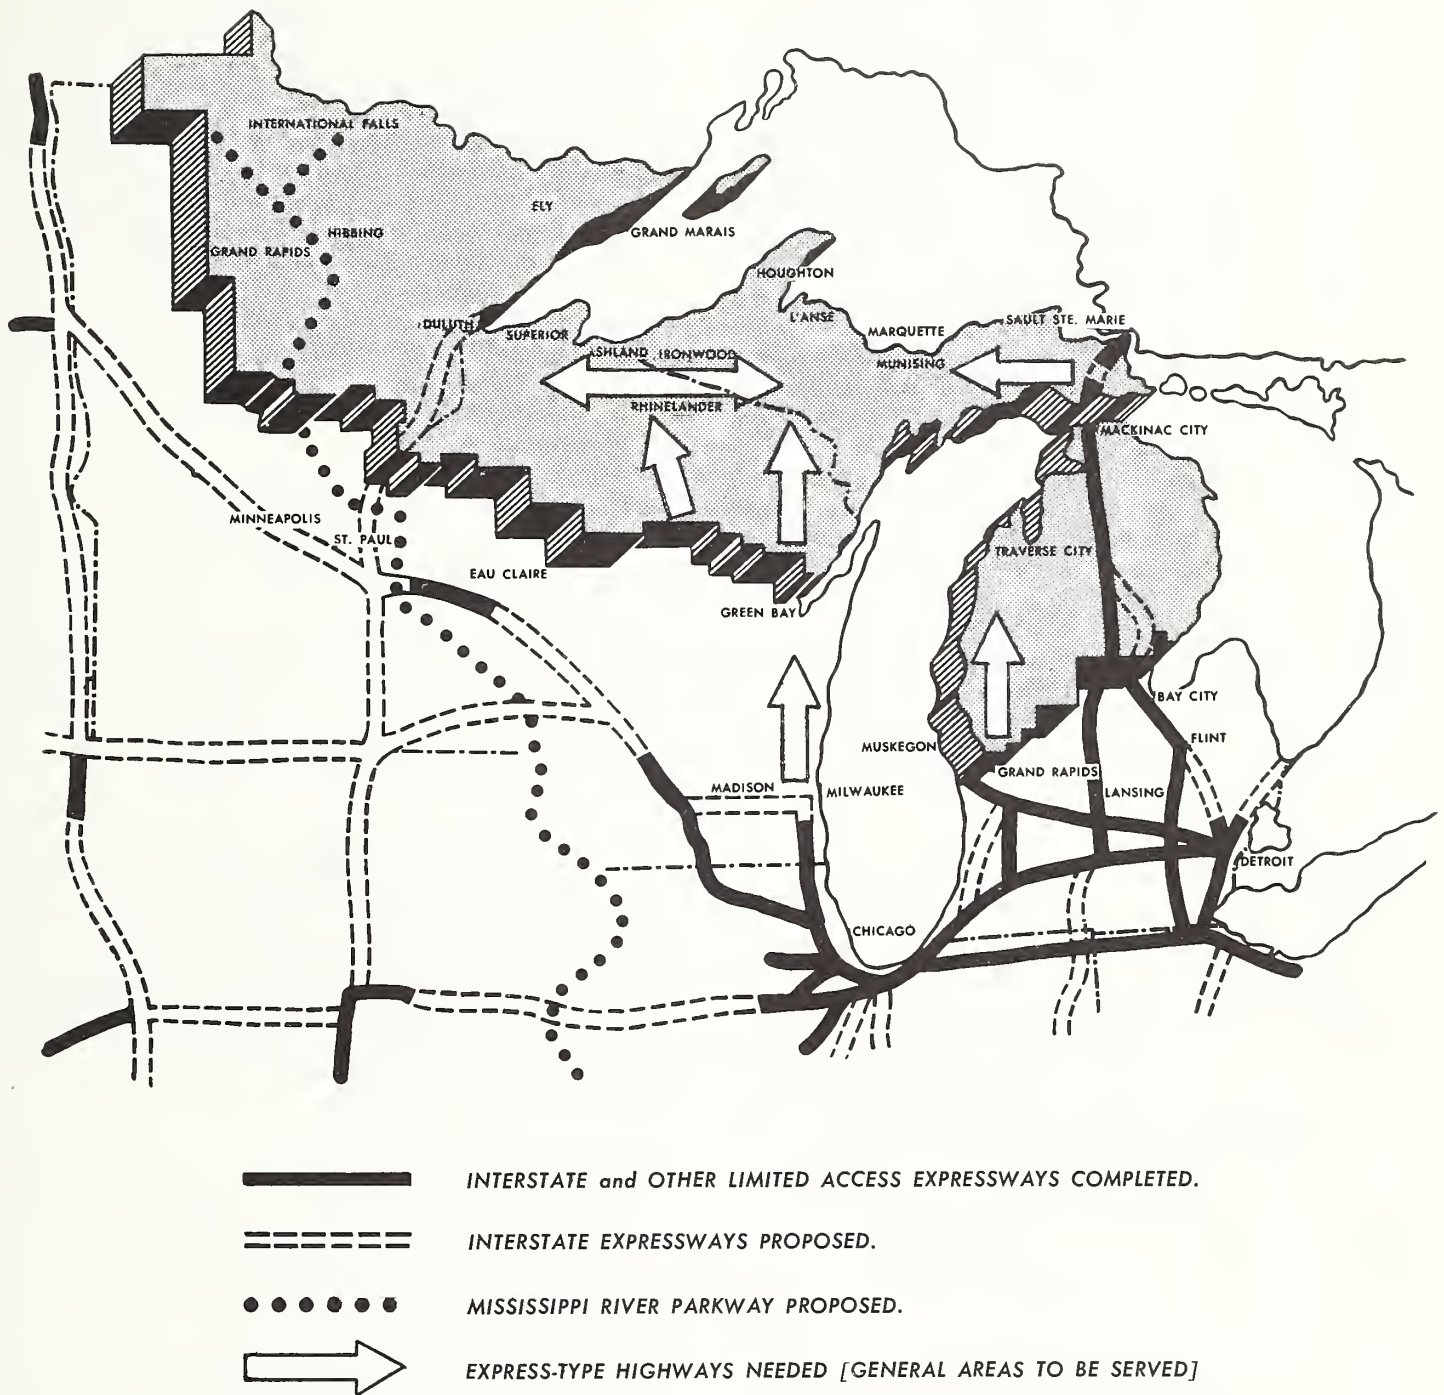 INTERNATIONAL FALLS
ELY
HIBBING
GRAND RAPIDS
GRAND MARAIS
HOUGHTON
L'ANSE
DULUTH
SUPERIOR
MARQUETTE
SAULT STE. MARIE
ASHLAND IRONWOOD
MUNISING
RHINELANDER
MACKINAC CITY
MINNEAPOLIS
ST. PAUL
TRAVERSE CITY
EAU CLAIRE
GREEN BAY
BAY CITY
FLINT
MUSKEGON
GRAND RAPIDS
LANSING
MADISON
MILWAUKEE
DETROIT
CHICAGO
INTERSTATE and OTHER LIMITED ACCESS EXPRESSWAYS COMPLETED.
INTERSTATE EXPRESSWAYS PROPOSED.
MISSISSIPPI RIVER PARKWAY PROPOSED.
EXPRESS-TYPE HIGHWAYS NEEDED [GENERAL AREAS TO BE SERVED]